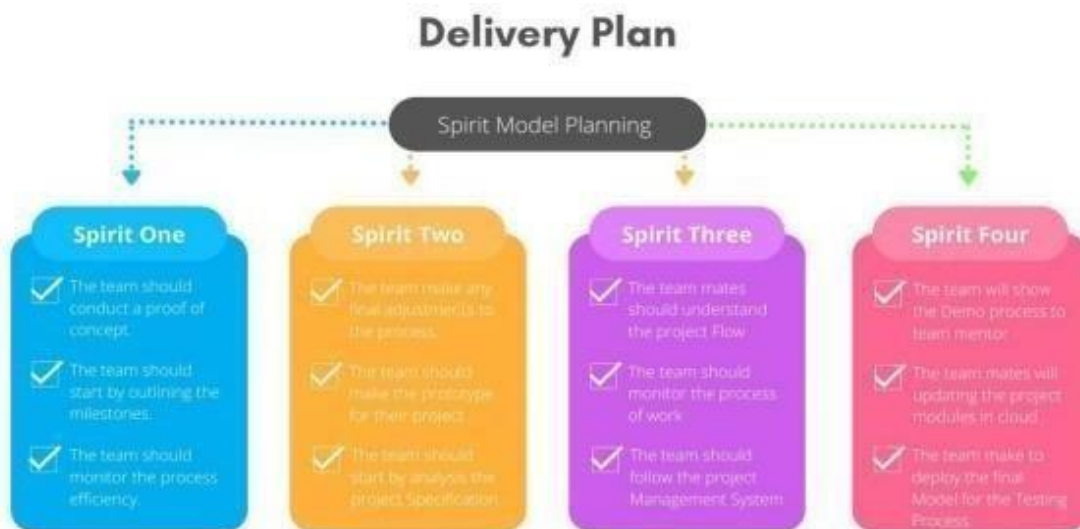 Delivery Plan
Spirit Model Planning
Spirit One
The team should
conduct a proof of
concept.
The team should
start by outlining the
milestones.
The team should
monitor the process
efficiency.
Spirit Two
The team make any
final adjustments to
the process.
The team should
make the prototype
for their project
The team should
start by analysis the
project Specification
Spirit Three
The team mates
should understand
the project Flow
The team should
monitor the process
of work
The team should
follow the project
Management System
Spirit Four
The team will show
the Demo process to
team mentor
The team mates will
updating the project
modules in cloud
The team make to
deploy the final
Model for the Testing
Process